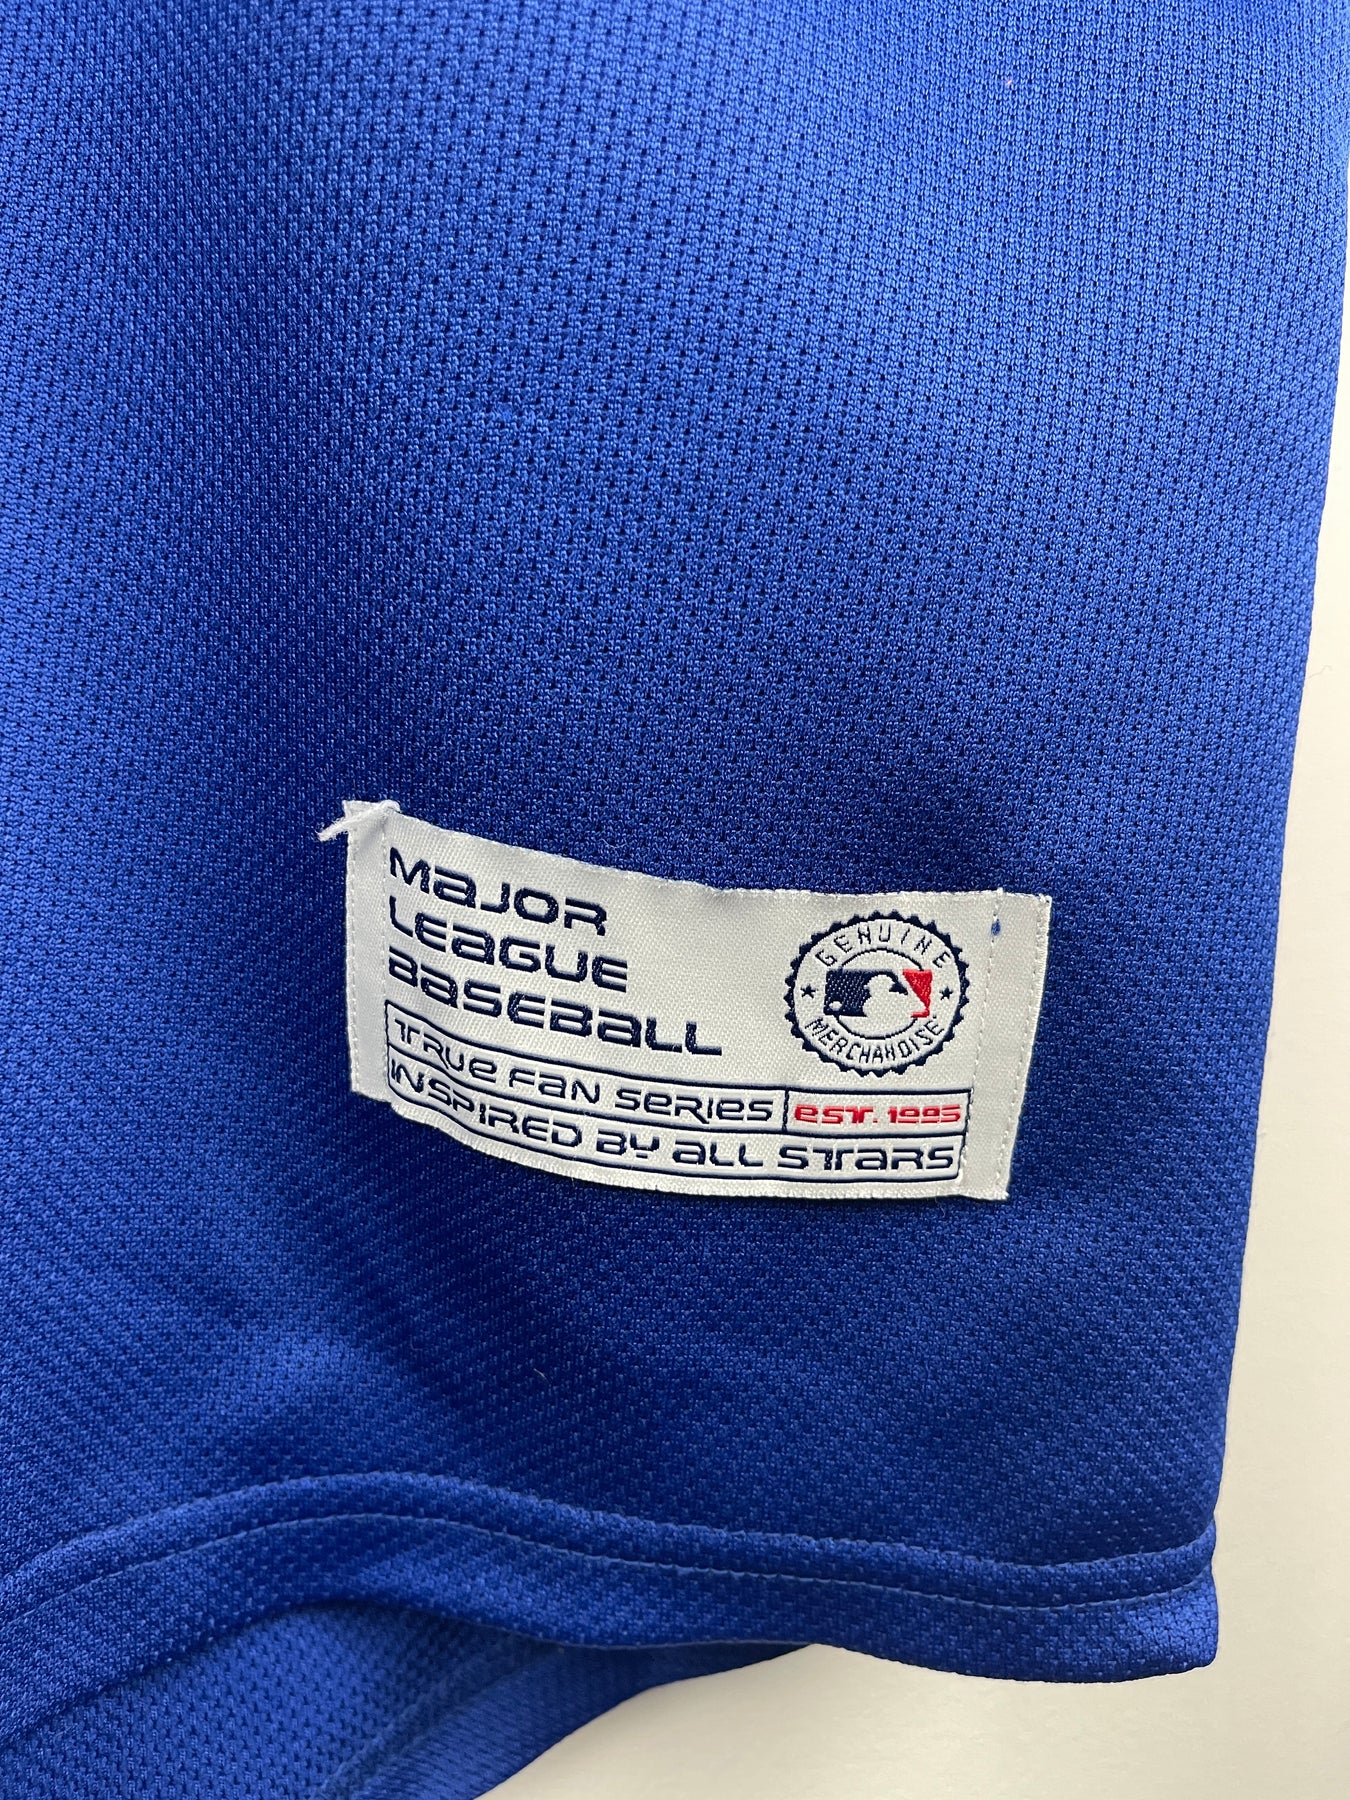 Major
League
Baseball
GENUINE
MERCHANDISE
True Fan Series
EST. 1995
INSPIRED BY ALL STARS